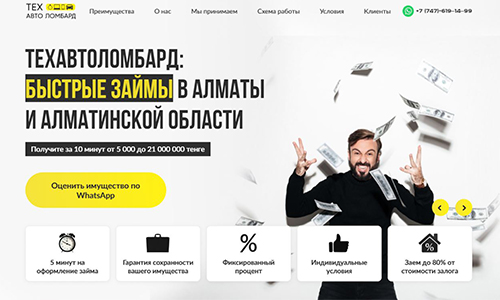 ТЕХ
АВТО ЛОМБАРД
Преимущества
О нас
Мы принимаем
Схема работы
Условия
Клиенты
+7 (747)-619-14-99
ТЕХАВТОЛОМБАРД:
БЫСТРЫЕ ЗАЙМЫ В АЛМАТЫ
И АЛМАТИНСКОЙ ОБЛАСТИ
Получите за 10 минут от 5 000 до 21 000 000 тенге
Оценить имущество по
WhatsApp
5 минут на
оформление займа
Гарантия сохранности
вашего имущества
Фиксированный
процент
Индивидуальные
условия
Заем до 80% от
стоимости залога